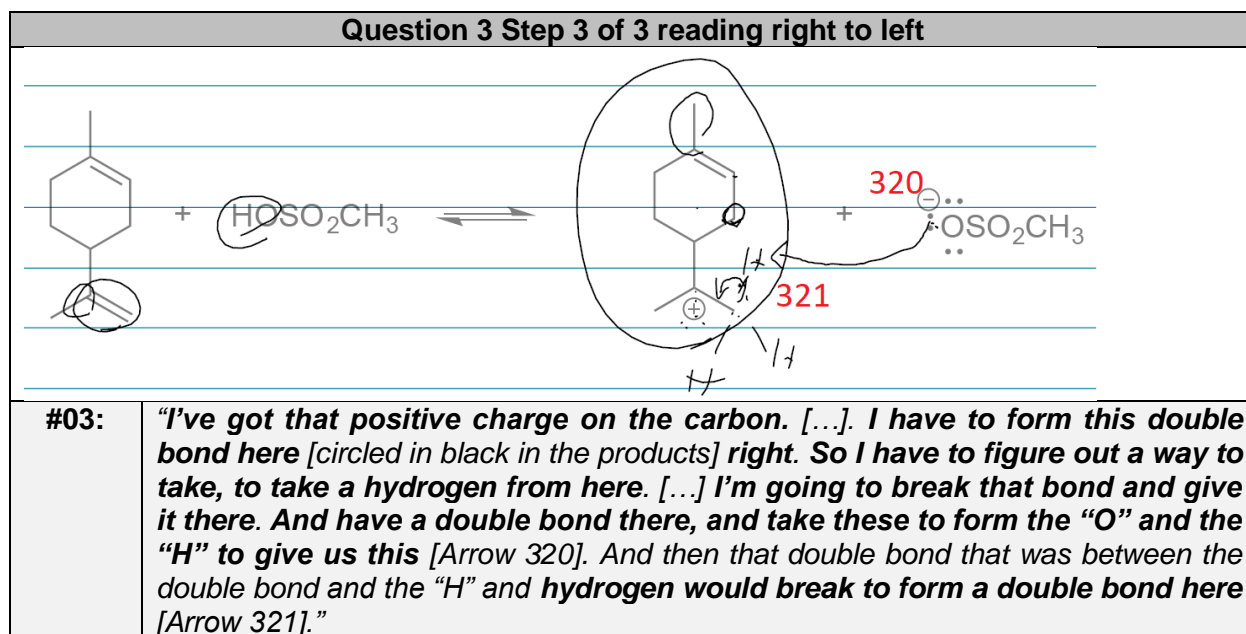 Question 3 Step 3 of 3 reading right to left
+ HOSO₂CH₃ + 320 ⊖ OSO₂CH₃
H
⊕ 321
H
H
#03: “I’ve got that positive charge on the carbon. […]. I have to form this double
bond here [circled in black in the products] right. So I have to figure out a way to
take, to take a hydrogen from here. […] I’m going to break that bond and give
it there. And have a double bond there, and take these to form the “O” and the
“H” to give us this [Arrow 320]. And then that double bond that was between the
double bond and the “H” and hydrogen would break to form a double bond here
[Arrow 321].”